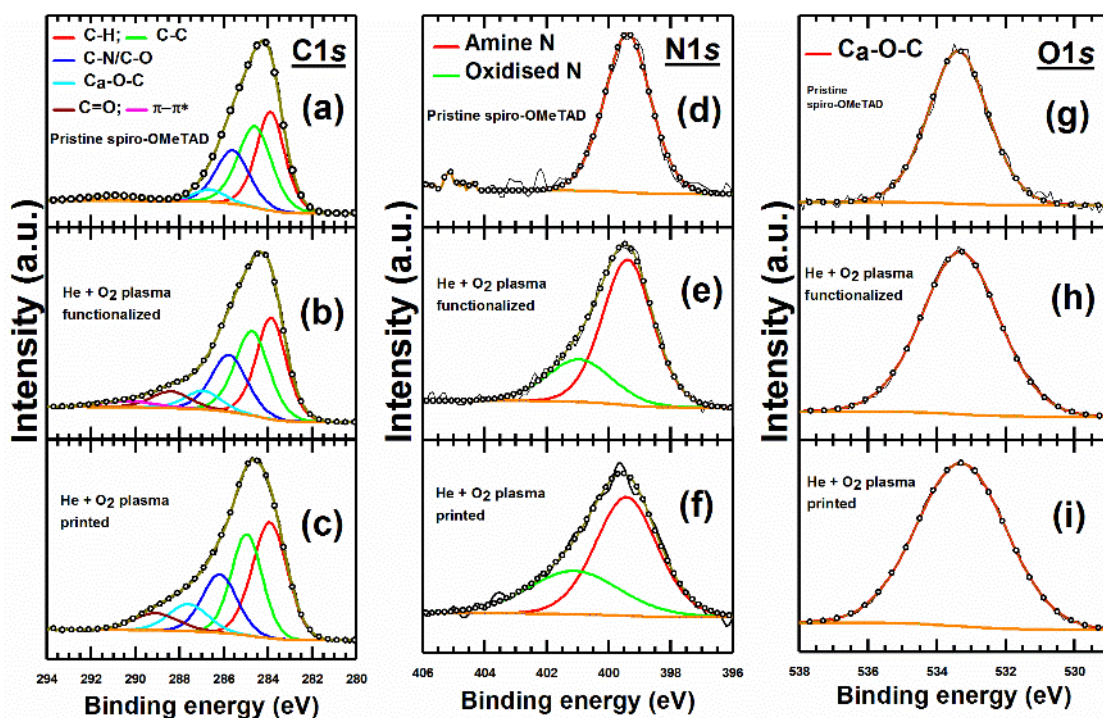 C-H; C-C
C-N/C-O
Ca-O-C
C=O; π–π*
C1s
(a)
Pristine spiro-OMeTAD
He + O2 plasma
functionalized
(b)
He + O2 plasma
printed
(c)
Intensity (a.u.)
294 292 290 288 286 284 282 280
Binding energy (eV)
Amine N
Oxidised N
N1s
Pristine spiro-OMeTAD
(d)
He + O2 plasma
functionalized
(e)
He + O2 plasma
printed
(f)
Intensity (a.u.)
406 404 402 400 398 396
Binding energy (eV)
Ca-O-C
O1s
Pristine
spiro-OMeTAD
(g)
He + O2 plasma
functionalized
(h)
He + O2 plasma
printed
(i)
Intensity (a.u.)
538 536 534 532 530
Binding energy (eV)